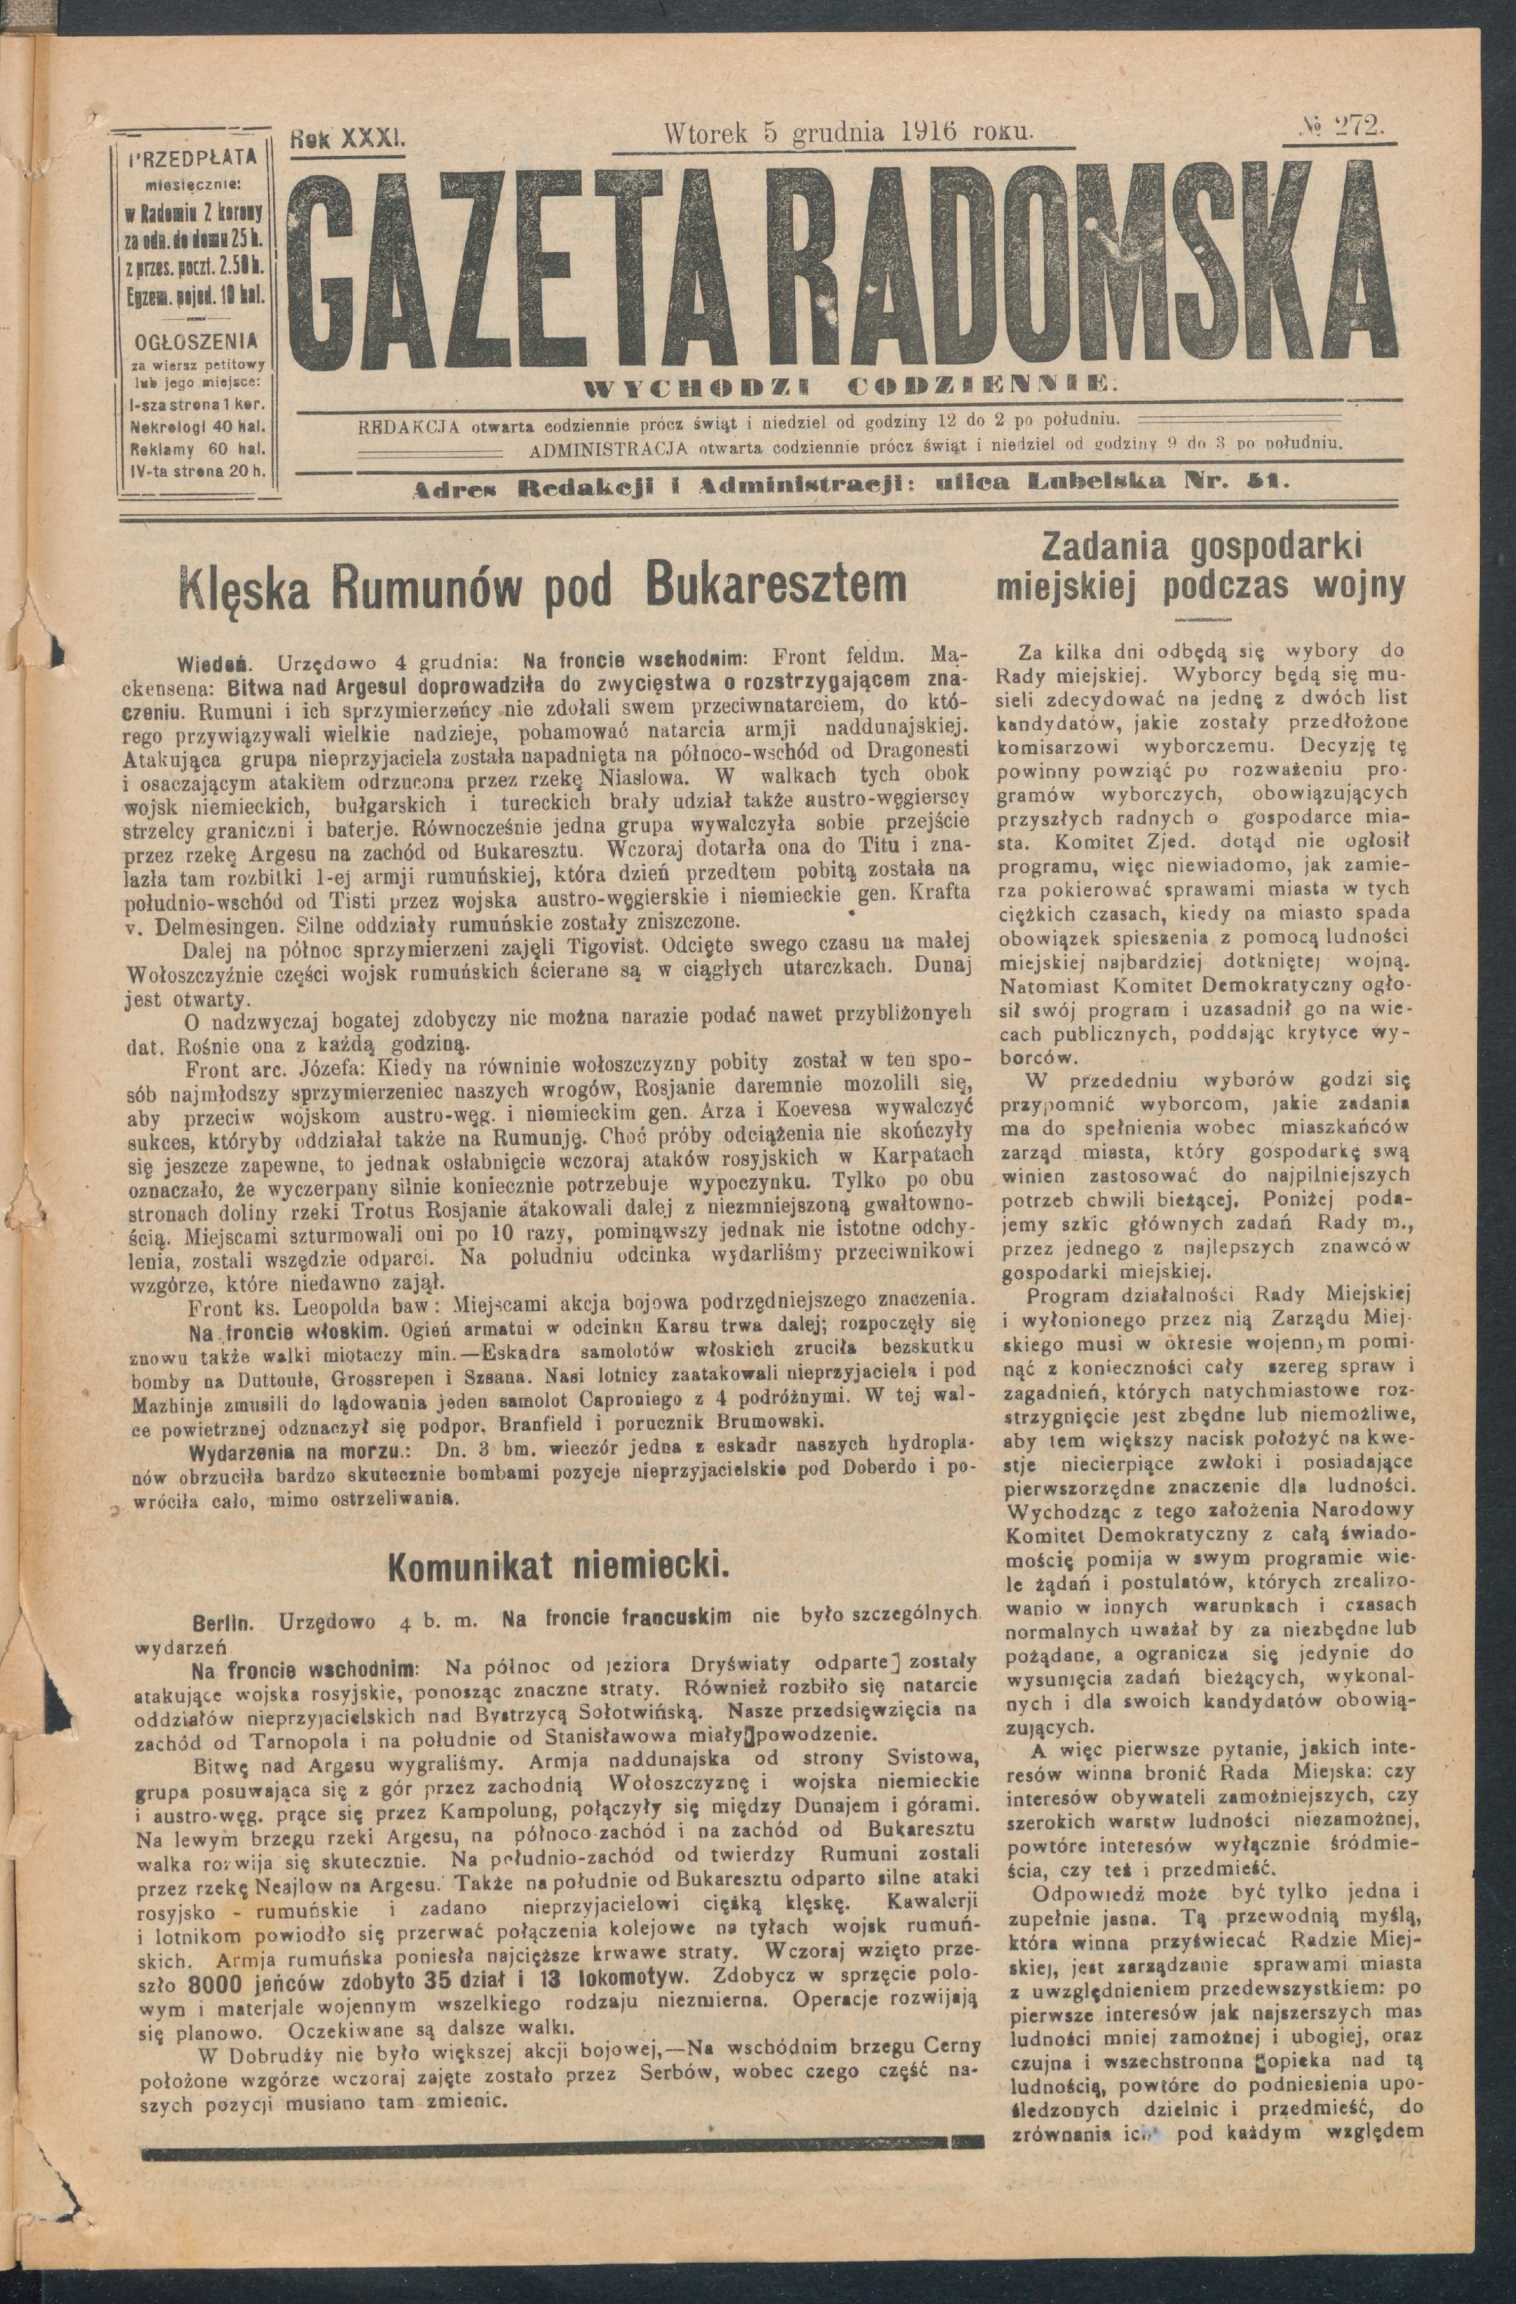 Rok XXXI.
Wtorek 5 grudnia 1916 roku.
№ 272.
PRZEDPŁATA
miesięcznie:
w Radomiu 2 korony
za odn. do domu 25 h.
z przes. poczt. 2.50 h.
Egzem. pojed. 10 hal.
OGŁOSZENIA
za wiersz petitowy
lub jego miejsce:
I-sza strona 1 kor.
Nekrologi 40 hal.
Reklamy 60 hal.
IV-ta strona 20 h.
GAZETA RADOMSKA
WYCHODZI CODZIENNIE.
REDAKCJA otwarta codziennie prócz świąt i niedziel od godziny 12 do 2 po południu.
ADMINISTRACJA otwarta codziennie prócz świąt i niedziel od godziny 9 do 3 po południu.
Adres Redakcji i Administracji: ulica Lubelska Nr. 51.
Klęska Rumunów pod Bukaresztem
Wiedeń. Urzędowo 4 grudnia: Na froncie wschodnim: Front feldm. Ma-
ckensena: Bitwa nad Argesul doprowadziła do zwycięstwa o rozstrzygającem zna-
czeniu. Rumuni i ich sprzymierzeńcy nie zdołali swem przeciwnatarciem, do któ-
rego przywiązywali wielkie nadzieje, pohamować natarcia armji naddunajskiej.
Atakująca grupa nieprzyjaciela została napadnięta na północo-wschód od Dragonesti
i osaczającym atakiem odrzucona przez rzekę Niaslowa. W walkach tych obok
wojsk niemieckich, bułgarskich i tureckich brały udział także austro-węgierscy
strzelcy graniczni i baterje. Równocześnie jedna grupa wywalczyła sobie przejście
przez rzekę Argesu na zachód od Bukaresztu. Wczoraj dotarła ona do Titu i zna-
lazła tam rozbitki 1-ej armji rumuńskiej, która dzień przedtem pobitą została na
południo-wschód od Tisti przez wojska austro-węgierskie i niemieckie gen. Krafta
v. Delmesingen. Silne oddziały rumuńskie zostały zniszczone.
Dalej na północ sprzymierzeni zajęli Tigovist. Odcięte swego czasu na małej
Wołoszczyźnie części wojsk rumuńskich ścierane są w ciągłych utarczkach. Dunaj
jest otwarty.
O nadzwyczaj bogatej zdobyczy nie można narazie podać nawet przybliżonych
dat. Rośnie ona z każdą godziną.
Front arc. Józefa: Kiedy na równinie wołoszczyzny pobity został w ten spo-
sób najmłodszy sprzymierzeniec naszych wrogów, Rosjanie daremnie mozolili się,
aby przeciw wojskom austro-węg. i niemieckim gen. Arza i Koevesa wywalczyć
sukces, któryby oddziałał także na Rumunję. Choć próby odciążenia nie skończyły
się jeszcze zapewne, to jednak osłabnięcie wczoraj ataków rosyjskich w Karpatach
oznaczało, że wyczerpany silnie koniecznie potrzebuje wypoczynku. Tylko po obu
stronach doliny rzeki Trotus Rosjanie atakowali dalej z niezmniejszoną gwałtowno-
ścią. Miejscami szturmowali oni po 10 razy, pominąwszy jednak nie istotne odchy-
lenia, zostali wszędzie odparci. Na południu odcinka wydarliśmy przeciwnikowi
wzgórze, które niedawno zajął.
Front ks. Leopolda baw: Miejscami akcja bojowa podrzędniejszego znaczenia.
Na froncie włoskim. Ogień armatni w odcinku Karsu trwa dalej; rozpoczęły się
znowu także walki miotaczy min.—Eskadra samolotów włoskich zruciła bezskutku
bomby na Duttoule, Grossrepen i Szsana. Nasi lotnicy zaatakowali nieprzyjaciela i pod
Mazhinje zmusili do lądowania jeden samolot Caproniego z 4 podróżnymi. W tej wal-
ce powietrznej odznaczył się podpor. Branfield i porucznik Brumowski.
Wydarzenia na morzu.: Dn. 3 bm. wieczór jedna z eskadr naszych hydropla-
nów obrzuciła bardzo skutecznie bombami pozycje nieprzyjacielskie pod Doberdo i po-
wróciła cało, mimo ostrzeliwania.
Komunikat niemiecki.
Berlin. Urzędowo 4 b. m. Na froncie francuskim nie było szczególnych
wydarzeń
Na froncie wschodnim: Na północ od jeziora Dryświaty odparte] zostały
atakujące wojska rosyjskie, ponosząc znaczne straty. Również rozbiło się natarcie
oddziałów nieprzyjacielskich nad Bystrzycą Sołotwińską. Nasze przedsięwzięcia na
zachód od Tarnopola i na południe od Stanisławowa miały powodzenie.
Bitwę nad Argesu wygraliśmy. Armja naddunajska od strony Svistowa,
grupa posuwająca się z gór przez zachodnią Wołoszczyznę i wojska niemieckie
i austro-węg. prące się przez Kampolung, połączyły się między Dunajem i górami.
Na lewym brzegu rzeki Argesu, na północo-zachód i na zachód od Bukaresztu
walka rozwija się skutecznie. Na południo-zachód od twierdzy Rumuni zostali
przez rzekę Neajlow na Argesu. Także na południe od Bukaresztu odparto silne ataki
rosyjsko - rumuńskie i zadano nieprzyjacielowi ciężką klęskę. Kawalerji
i lotnikom powiodło się przerwać połączenia kolejowe na tyłach wojsk rumuń-
skich. Armja rumuńska poniesła najcięższe krwawe straty. Wczoraj wzięto prze-
szło 8000 jeńców zdobyto 35 dział i 13 lokomotyw. Zdobycz w sprzęcie polo-
wym i materjale wojennym wszelkiego rodzaju niezmierna. Operacje rozwijają
się planowo. Oczekiwane są dalsze walki.
W Dobrudży nie było większej akcji bojowej,—Na wschódnim brzegu Cerny
położone wzgórze wczoraj zajęte zostało przez Serbów, wobec czego część na-
szych pozycji musiano tam zmienic.
Zadania gospodarki
miejskiej podczas wojny
Za kilka dni odbędą się wybory do
Rady miejskiej. Wyborcy będą się mu-
sieli zdecydować na jednę z dwóch list
kandydatów, jakie zostały przedłożone
komisarzowi wyborczemu. Decyzję tę
powinny powziąć po rozważeniu pro-
gramów wyborczych, obowiązujących
przyszłych radnych o gospodarce mia-
sta. Komitet Zjed. dotąd nie ogłosił
programu, więc niewiadomo, jak zamie-
rza pokierować sprawami miasta w tych
ciężkich czasach, kiedy na miasto spada
obowiązek spieszenia z pomocą ludności
miejskiej najbardziej dotkniętej wojną.
Natomiast Komitet Demokratyczny ogło-
sił swój program i uzasadnił go na wie-
cach publicznych, poddając krytyce wy-
borców.
W przededniu wyborów godzi się
przypomnić wyborcom, jakie zadania
ma do spełnienia wobec miaszkańców
zarząd miasta, który gospodarkę swą
winien zastosować do najpilniejszych
potrzeb chwili bieżącej. Poniżej poda-
jemy szkic głównych zadań Rady m.,
przez jednego z najlepszych znawców
gospodarki miejskiej.
Program działalności Rady Miejskiej
i wyłonionego przez nią Zarządu Miej-
skiego musi w okresie wojennym pomi-
nąć z konieczności cały szereg spraw i
zagadnień, których natychmiastowe roz-
strzygnięcie jest zbędne lub niemożliwe,
aby tem większy nacisk położyć na kwe-
stje niecierpiące zwłoki i posiadające
pierwszorzędne znaczenie dla ludności.
Wychodząc z tego założenia Narodowy
Komitet Demokratyczny z całą świado-
mością pomija w swym programie wie-
le żądań i postulatów, których zrealizo-
wanio w innych warunkach i czasach
normalnych uważał by za niezbędne lub
pożądane, a ogranicza się jedynie do
wysunięcia zadań bieżących, wykonal-
nych i dla swoich kandydatów obowią-
zujących.
A więc pierwsze pytanie, jakich inte-
resów winna bronić Rada Miejska: czy
interesów obywateli zamożniejszych, czy
szerokich warstw ludności niezamożnej,
powtóre interesów wyłącznie śródmie-
ścia, czy też i przedmieść.
Odpowiedź może być tylko jedna i
zupełnie jasna. Tą przewodnią myślą,
która winna przyświecać Radzie Miej-
skiej, jest zarządzanie sprawami miasta
z uwzględnieniem przedewszystkiem: po
pierwsze interesów jak najszerszych mas
ludności mniej zamożnej i ubogiej, oraz
czujna i wszechstronna opieka nad tą
ludnością, powtóre do podniesienia upo-
śledzonych dzielnic i przedmieść, do
zrównania ich pod każdym względem